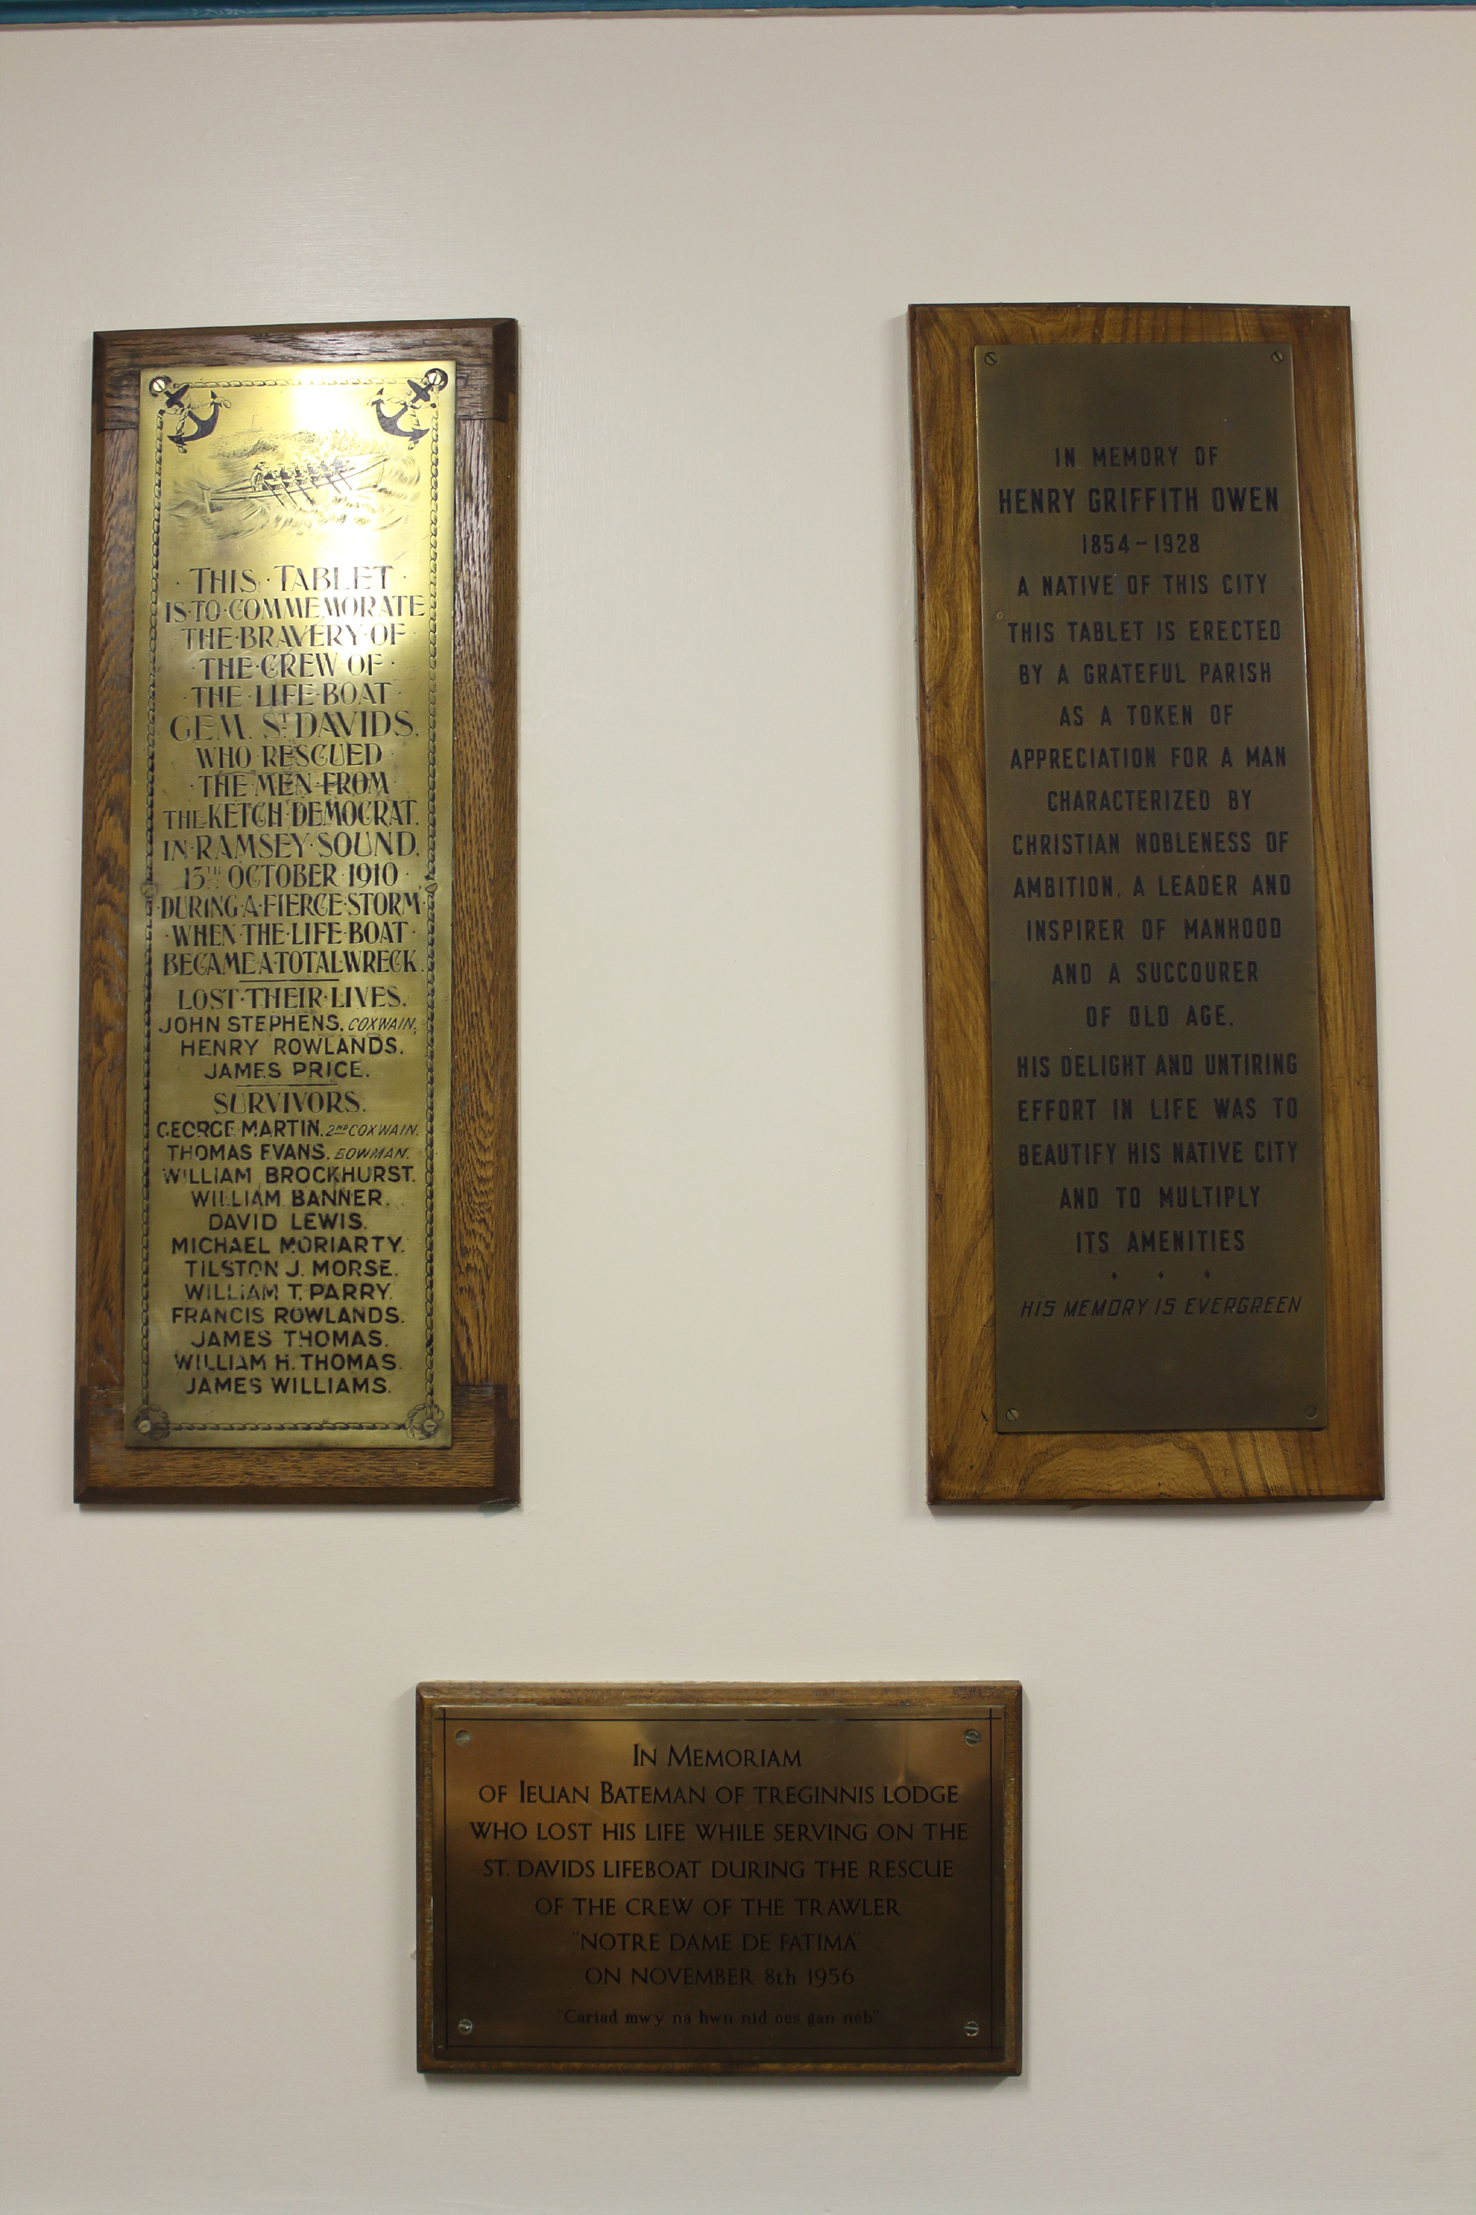 · THIS · TABLET ·
IS · TO · COMMEMORATE
· THE · BRAVERY · OF ·
· THE · CREW OF ·
· THE · LIFE · BOAT ·
GEM. ST DAVIDS.
WHO · RESCUED
· THE · MEN · FROM ·
THE KETCH · DEMOCRAT.
IN · RAMSEY · SOUND.
13TH OCTOBER · 1910 ·
· DURING · A · FIERCE · STORM ·
· WHEN · THE · LIFE · BOAT ·
BECAME · A · TOTAL · WRECK.
LOST · THEIR · LIVES.
JOHN STEPHENS. COXWAIN,
HENRY ROWLANDS.
JAMES PRICE.
SURVIVORS.
GEORGE MARTIN. 2ND COXWAIN.
THOMAS EVANS. BOWMAN.
WILLIAM BROCKHURST.
WILLIAM BANNER.
DAVID LEWIS.
MICHAEL MORIARTY.
TILSTON J. MORSE.
WILLIAM T. PARRY.
FRANCIS ROWLANDS.
JAMES THOMAS.
WILLIAM H. THOMAS.
JAMES WILLIAMS.
IN MEMORY OF
HENRY GRIFFITH OWEN
1854 – 1928
A NATIVE OF THIS CITY
THIS TABLET IS ERECTED
BY A GRATEFUL PARISH
AS A TOKEN OF
APPRECIATION FOR A MAN
CHARACTERIZED BY
CHRISTIAN NOBLENESS OF
AMBITION, A LEADER AND
INSPIRER OF MANHOOD
AND A SUCCOURER
OF OLD AGE.
HIS DELIGHT AND UNTIRING
EFFORT IN LIFE WAS TO
BEAUTIFY HIS NATIVE CITY
AND TO MULTIPLY
ITS AMENITIES
HIS MEMORY IS EVERGREEN
IN MEMORIAM
OF IEUAN BATEMAN OF TREGINNIS LODGE
WHO LOST HIS LIFE WHILE SERVING ON THE
ST. DAVIDS LIFEBOAT DURING THE RESCUE
OF THE CREW OF THE TRAWLER
"NOTRE DAME DE FATIMA"
ON NOVEMBER 8th 1956
"Cariad mwy na hwn nid oes gan neb"